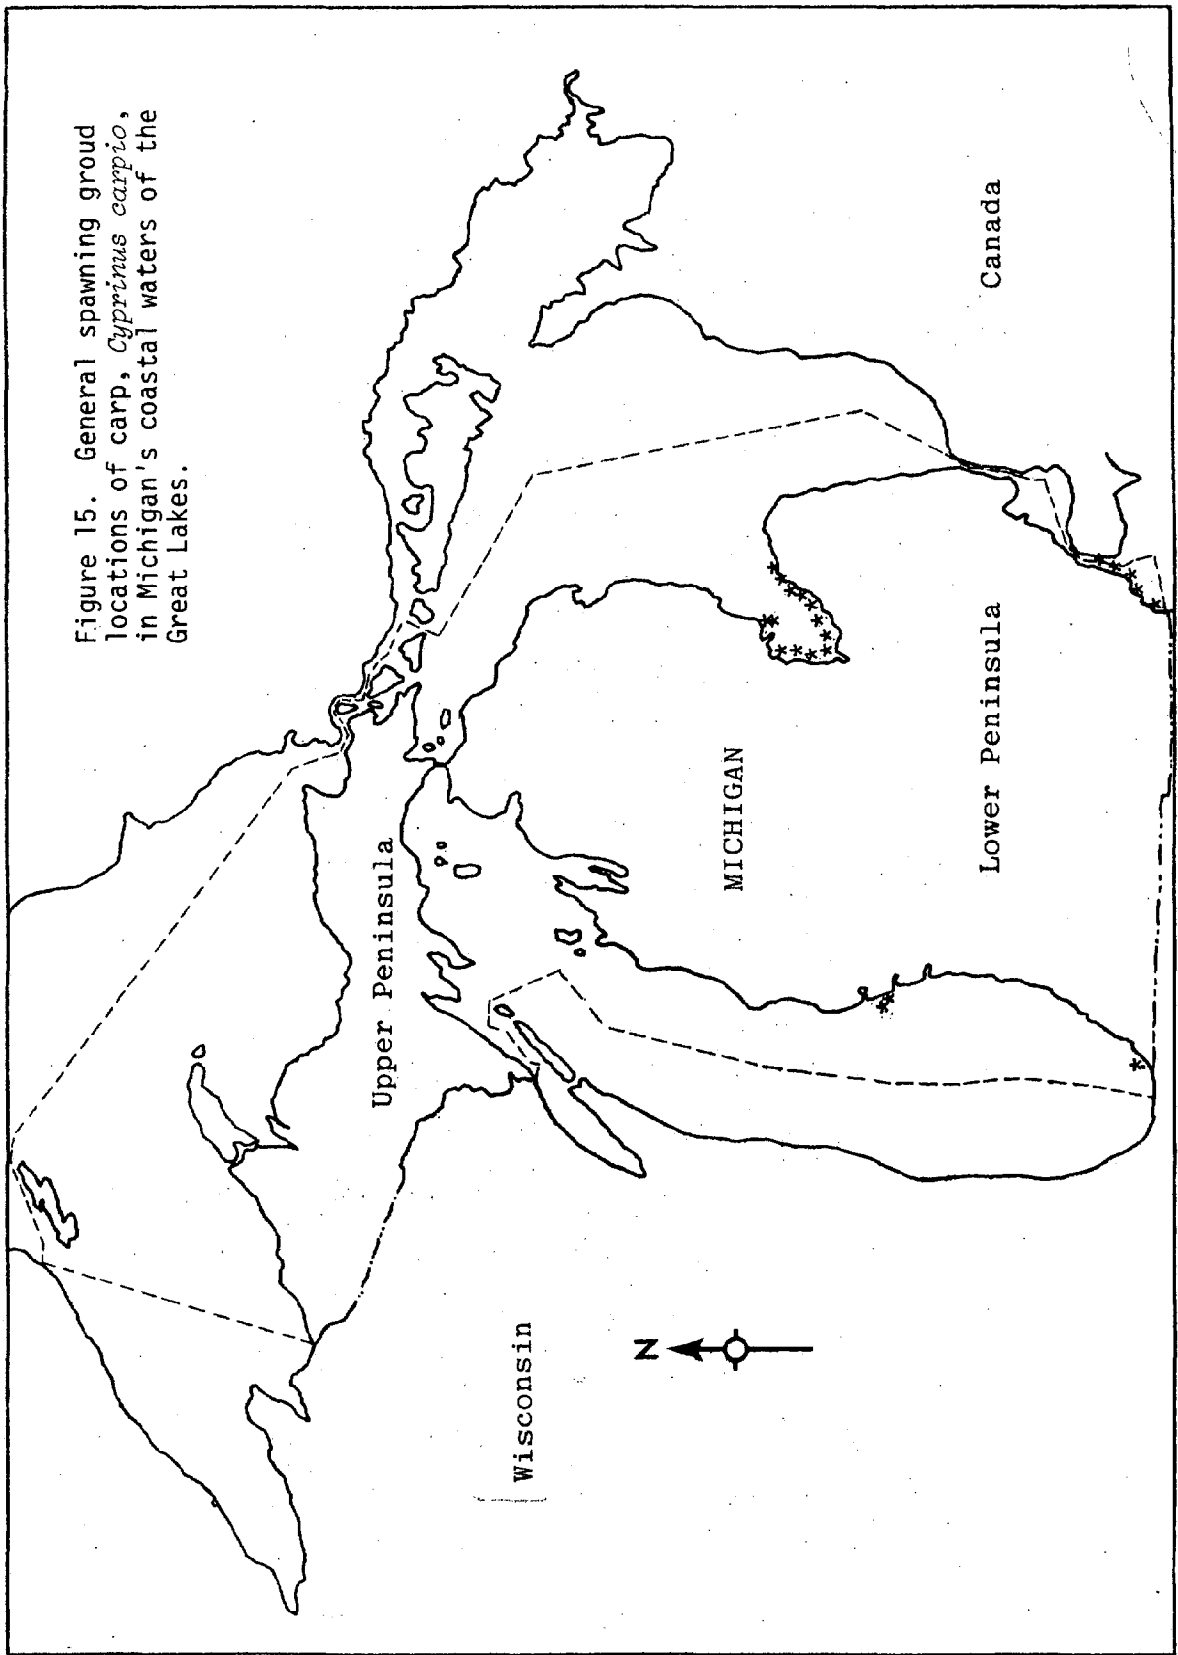 Figure 15. General spawning groud
locations of carp, Cyprinus carpio,
in Michigan's coastal waters of the
Great Lakes.
Upper Peninsula
Wisconsin
N
MICHIGAN
Lower Peninsula
Canada